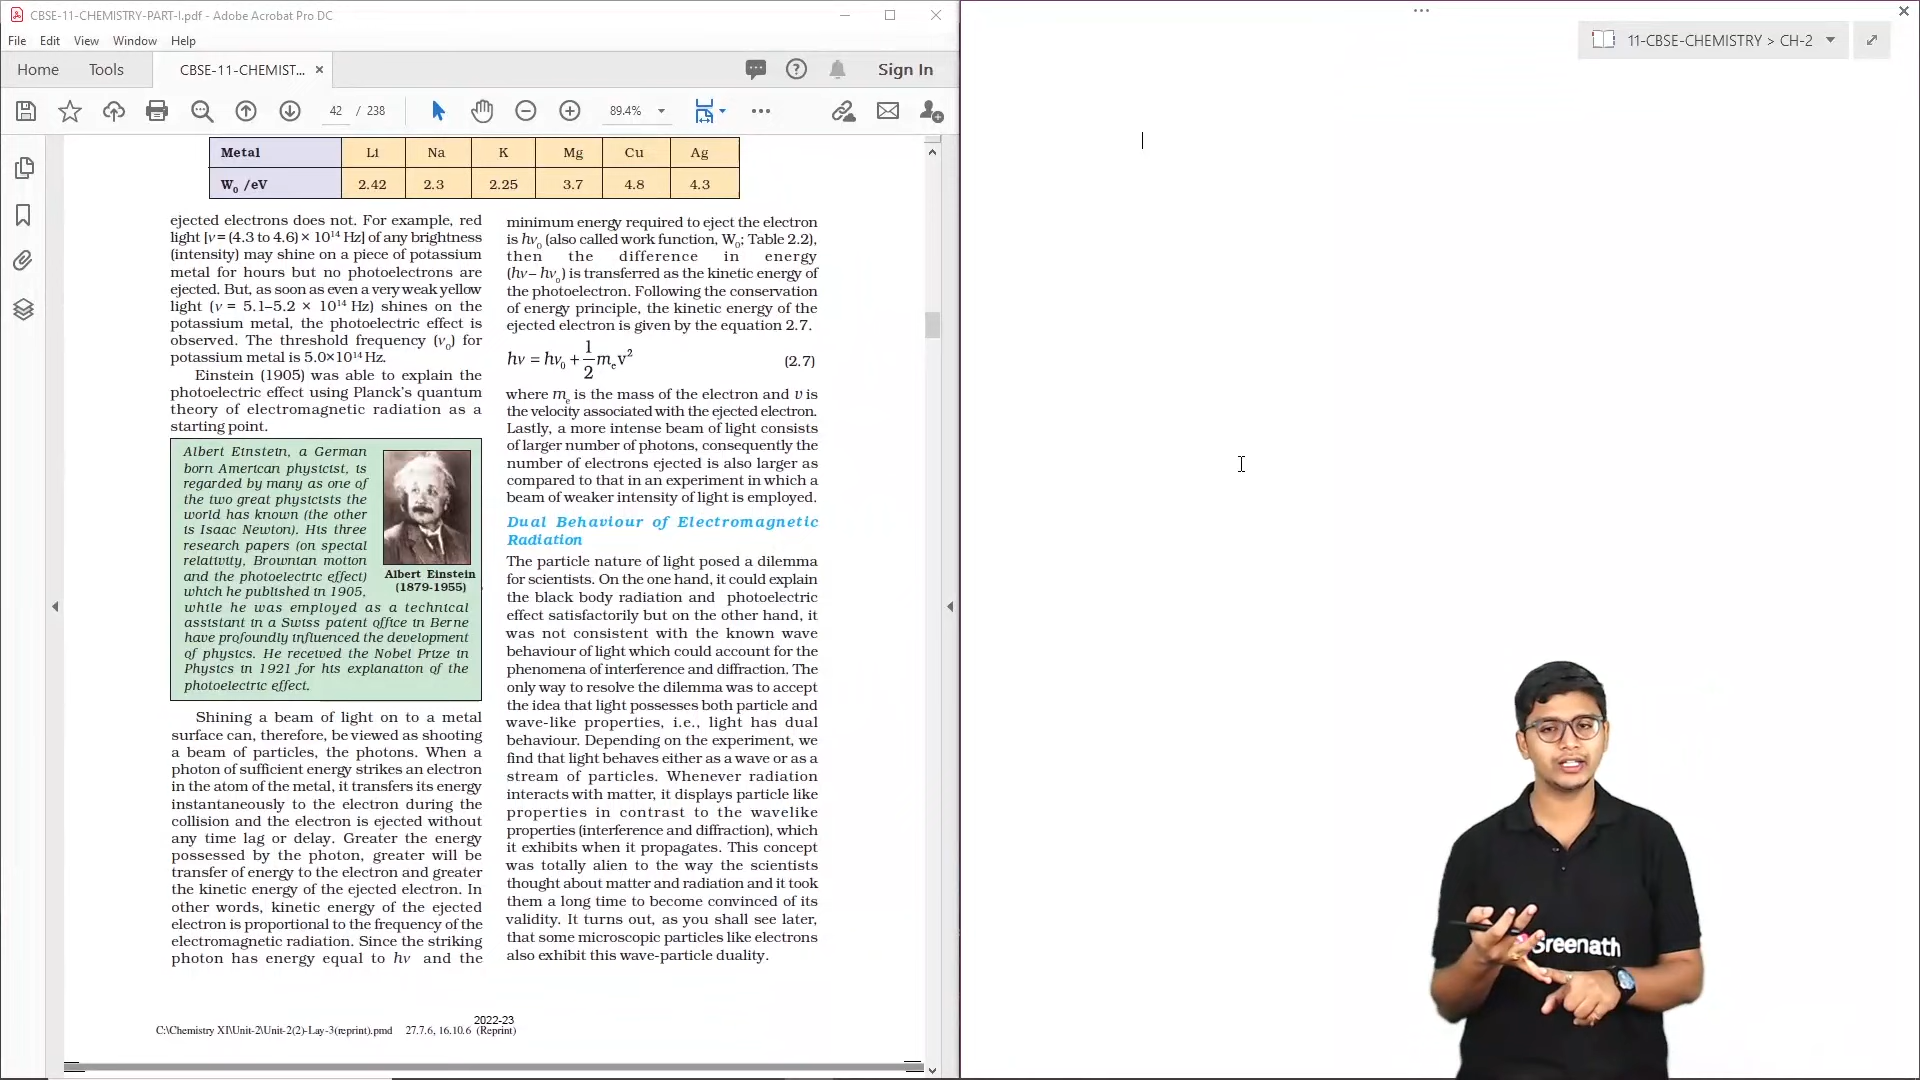 CBSE-11-CHEMISTRY-PART-I.pdf - Adobe Acrobat Pro DC
File Edit View Window Help
Home Tools CBSE-11-CHEMIST... × Sign In
42 / 238 89.4%
11-CBSE-CHEMISTRY > CH-2
Metal Li Na K Mg Cu Ag
W₀ /eV 2.42 2.3 2.25 3.7 4.8 4.3
ejected electrons does not. For example, red
light [ν = (4.3 to 4.6) × 10¹⁴ Hz] of any brightness
(intensity) may shine on a piece of potassium
metal for hours but no photoelectrons are
ejected. But, as soon as even a very weak yellow
light (ν = 5.1–5.2 × 10¹⁴ Hz) shines on the
potassium metal, the photoelectric effect is
observed. The threshold frequency (ν₀) for
potassium metal is 5.0×10¹⁴ Hz.
Einstein (1905) was able to explain the
photoelectric effect using Planck's quantum
theory of electromagnetic radiation as a
starting point.
Albert Einstein, a German
born American physicist, is
regarded by many as one of
the two great physicists the
world has known (the other
is Isaac Newton). His three
research papers (on special
relativity, Brownian motion
and the photoelectric effect)
which he published in 1905,
while he was employed as a technical
assistant in a Swiss patent office in Berne
have profoundly influenced the development
of physics. He received the Nobel Prize in
Physics in 1921 for his explanation of the
photoelectric effect.
Albert Einstein
(1879-1955)
Shining a beam of light on to a metal
surface can, therefore, be viewed as shooting
a beam of particles, the photons. When a
photon of sufficient energy strikes an electron
in the atom of the metal, it transfers its energy
instantaneously to the electron during the
collision and the electron is ejected without
any time lag or delay. Greater the energy
possessed by the photon, greater will be
transfer of energy to the electron and greater
the kinetic energy of the ejected electron. In
other words, kinetic energy of the ejected
electron is proportional to the frequency of the
electromagnetic radiation. Since the striking
photon has energy equal to hν and the
minimum energy required to eject the electron
is hν₀ (also called work function, W₀; Table 2.2),
then the difference in energy
(hν – hν₀) is transferred as the kinetic energy of
the photoelectron. Following the conservation
of energy principle, the kinetic energy of the
ejected electron is given by the equation 2.7.
hν = hν₀ + 1/2 mₑv² (2.7)
where mₑ is the mass of the electron and v is
the velocity associated with the ejected electron.
Lastly, a more intense beam of light consists
of larger number of photons, consequently the
number of electrons ejected is also larger as
compared to that in an experiment in which a
beam of weaker intensity of light is employed.
Dual Behaviour of Electromagnetic
Radiation
The particle nature of light posed a dilemma
for scientists. On the one hand, it could explain
the black body radiation and photoelectric
effect satisfactorily but on the other hand, it
was not consistent with the known wave
behaviour of light which could account for the
phenomena of interference and diffraction. The
only way to resolve the dilemma was to accept
the idea that light possesses both particle and
wave-like properties, i.e., light has dual
behaviour. Depending on the experiment, we
find that light behaves either as a wave or as a
stream of particles. Whenever radiation
interacts with matter, it displays particle like
properties in contrast to the wavelike
properties (interference and diffraction), which
it exhibits when it propagates. This concept
was totally alien to the way the scientists
thought about matter and radiation and it took
them a long time to become convinced of its
validity. It turns out, as you shall see later,
that some microscopic particles like electrons
also exhibit this wave-particle duality.
2022-23
C:\Chemistry XI\Unit-2\Unit-2(2)-Lay-3(reprint).pmd 27.7.6, 16.10.6 (Reprint)
Sreenath